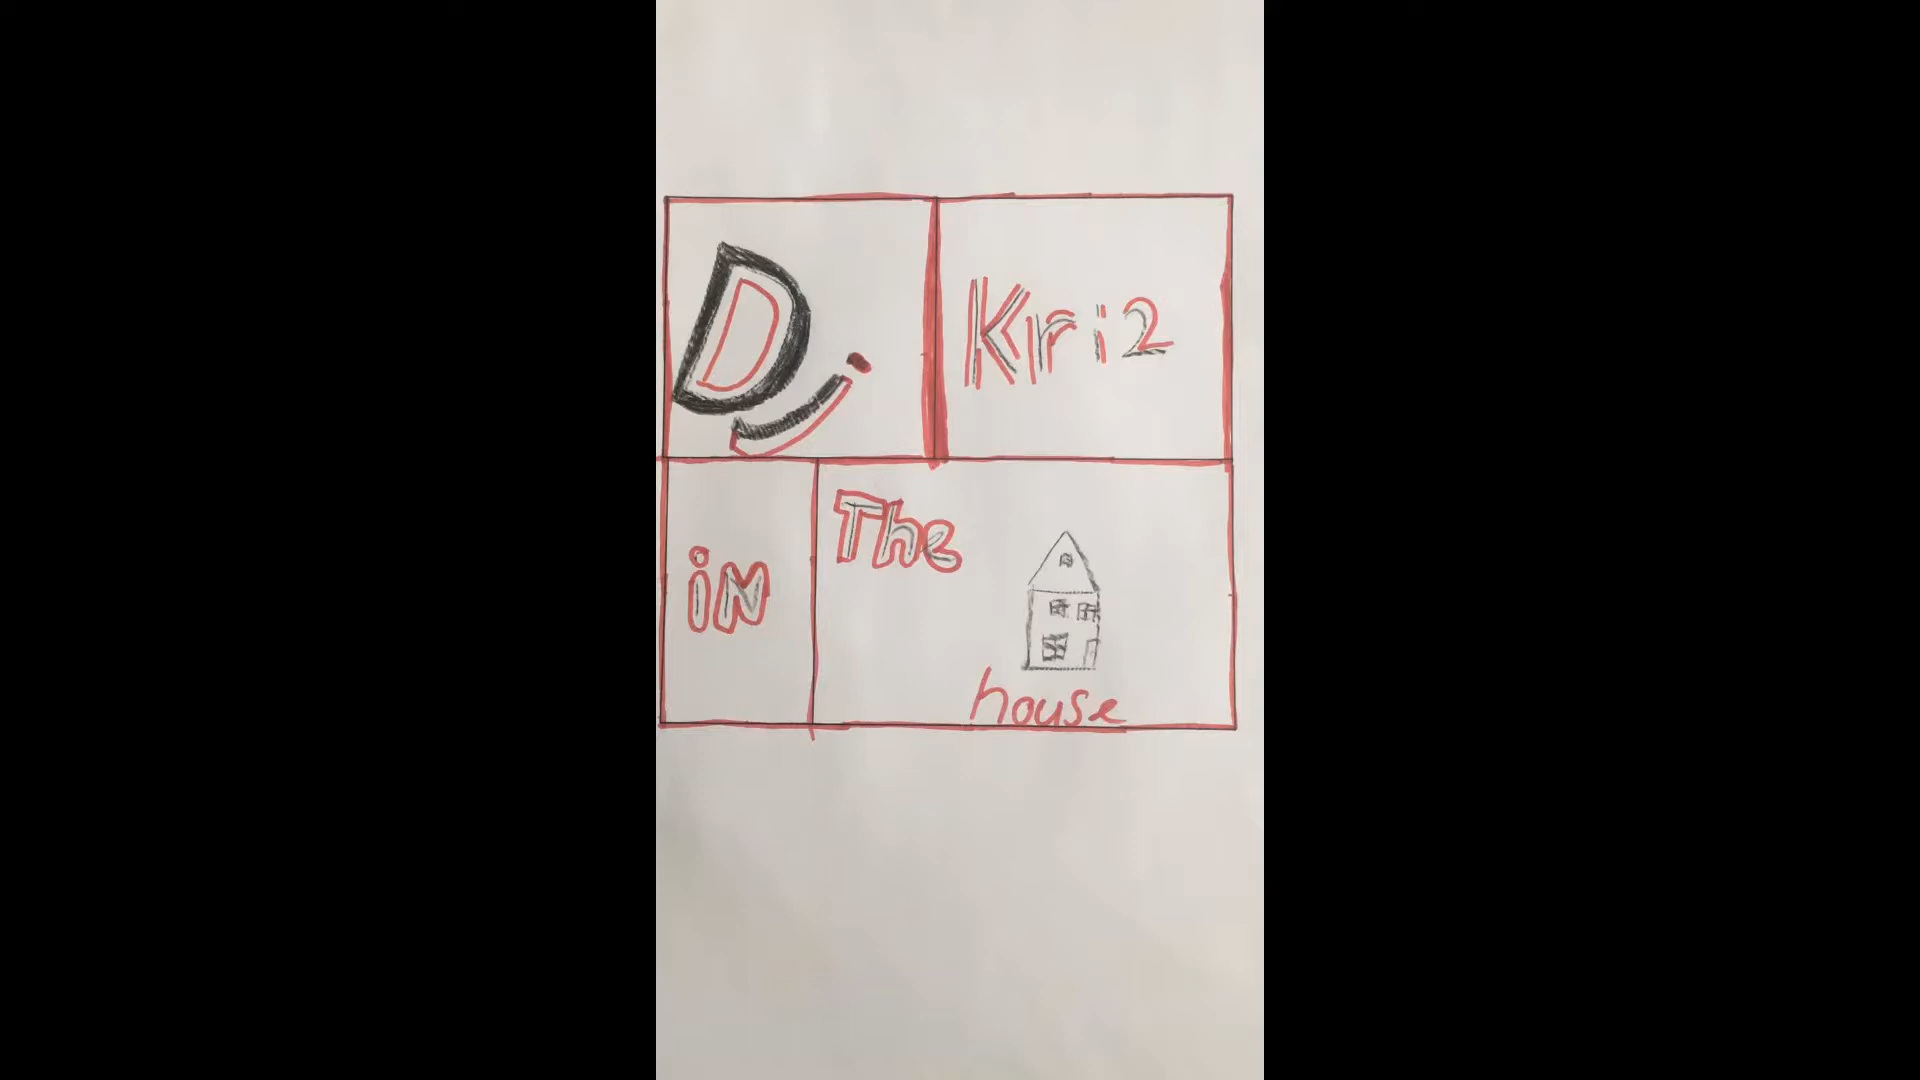 Dj
Kri2
in
The
house